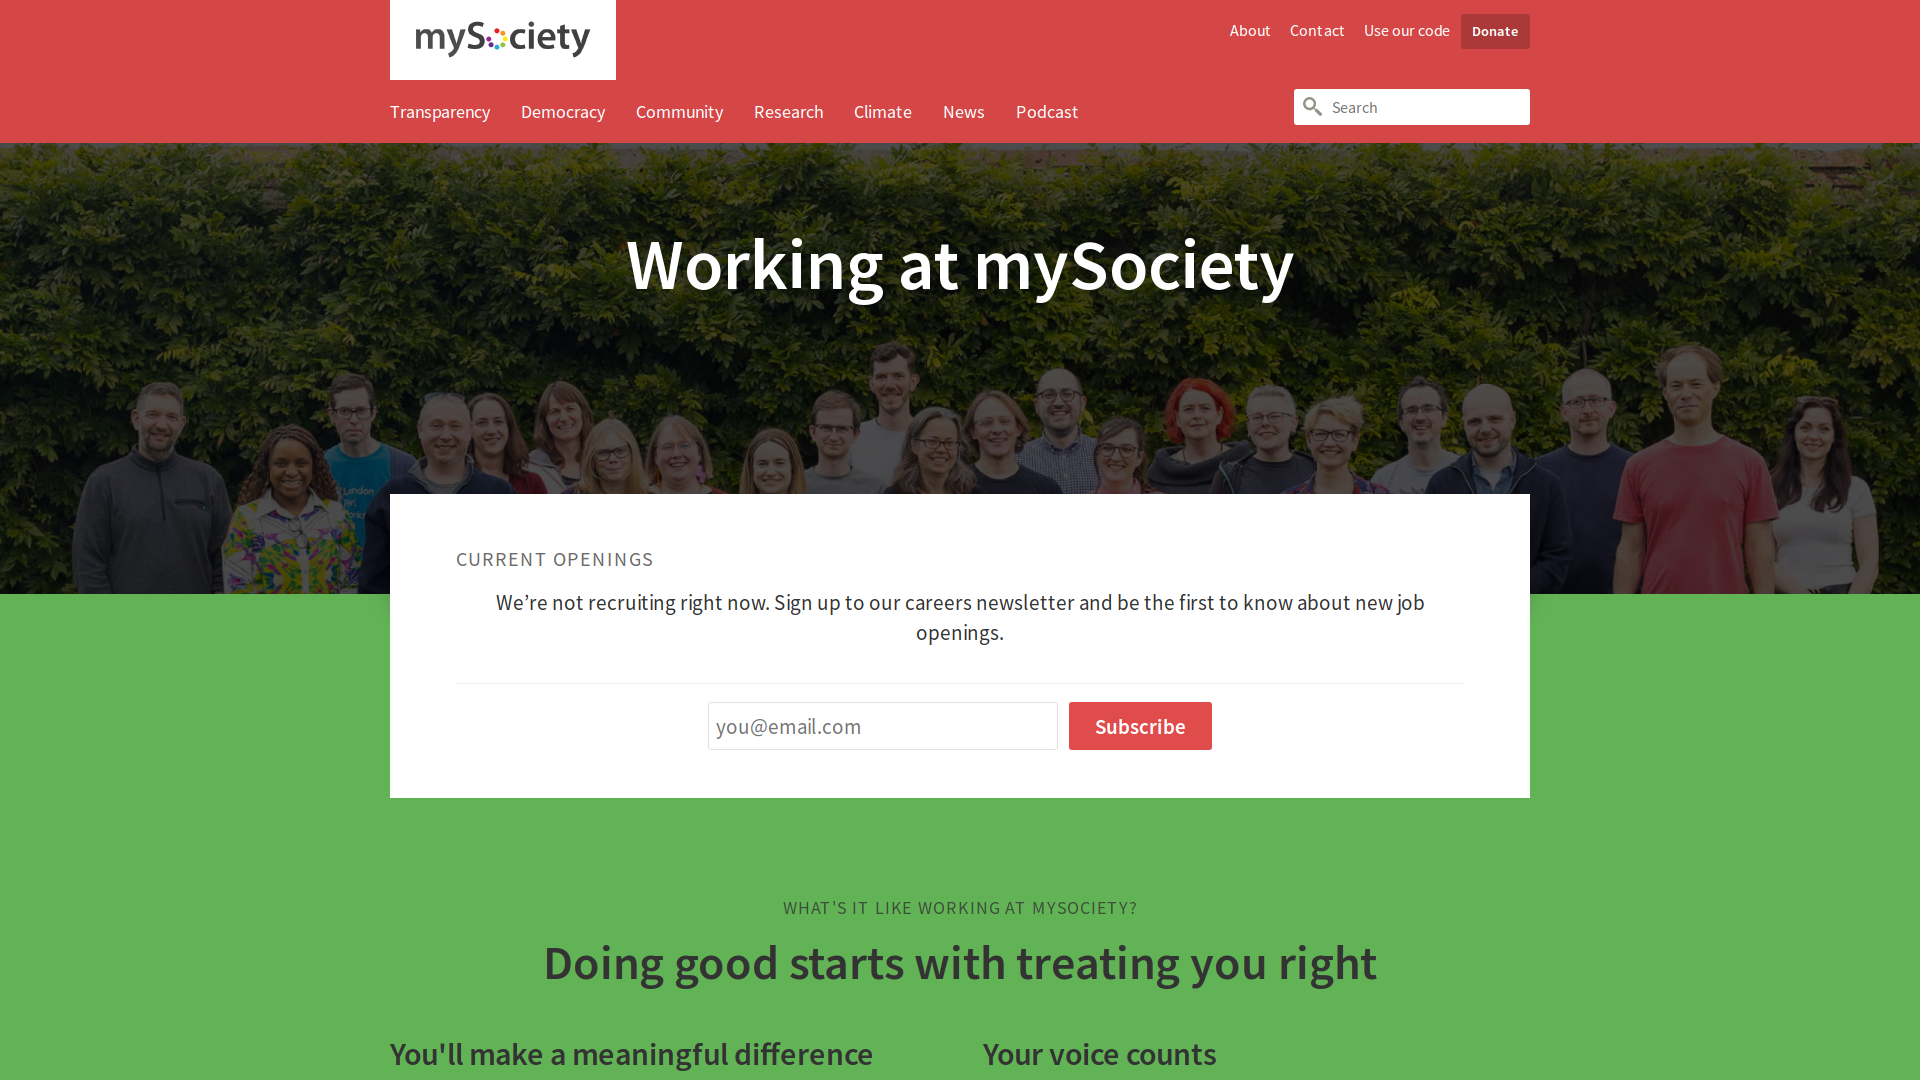 mySociety
About Contact Use our code Donate
Transparency Democracy Community Research Climate News Podcast
Search
Working at mySociety
CURRENT OPENINGS
We’re not recruiting right now. Sign up to our careers newsletter and be the first to know about new job
openings.
you@email.com Subscribe
WHAT'S IT LIKE WORKING AT MYSOCIETY?
Doing good starts with treating you right
You'll make a meaningful difference
Your voice counts